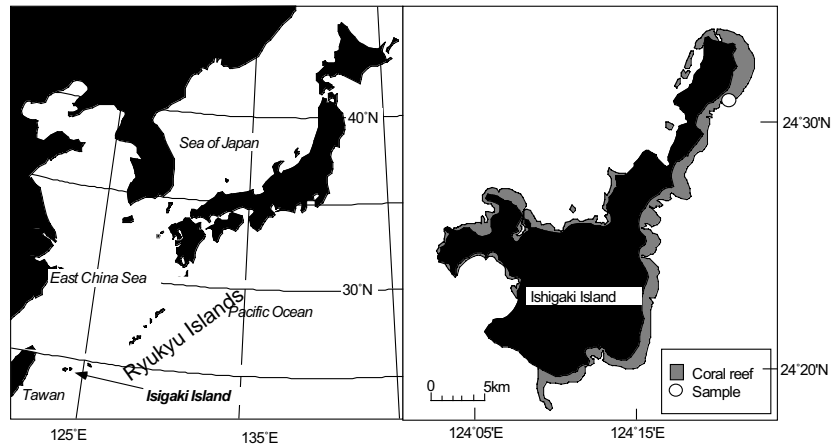 40°N
Sea of Japan
East China Sea
30°N
Pacific Ocean
Ryukyu Islands
Tawan
Isigaki Island
125°E
135°E
24°30'N
Ishigaki Island
Coral reef
Sample
0 5km
24°20'N
124°05'E
124°15'E